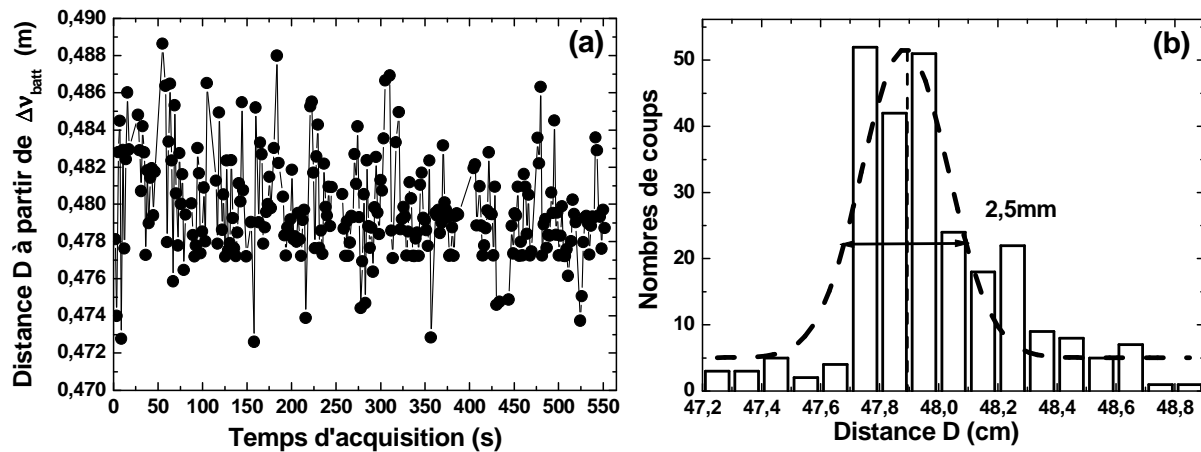 (a)
Distance D à partir de Δν_batt (m)
0,490
0,488
0,486
0,484
0,482
0,480
0,478
0,476
0,474
0,472
0,470
0 50 100 150 200 250 300 350 400 450 500 550
Temps d'acquisition (s)
(b)
Nombres de coups
50
40
30
20
10
0
2,5mm
47,2 47,4 47,6 47,8 48,0 48,2 48,4 48,6 48,8
Distance D (cm)